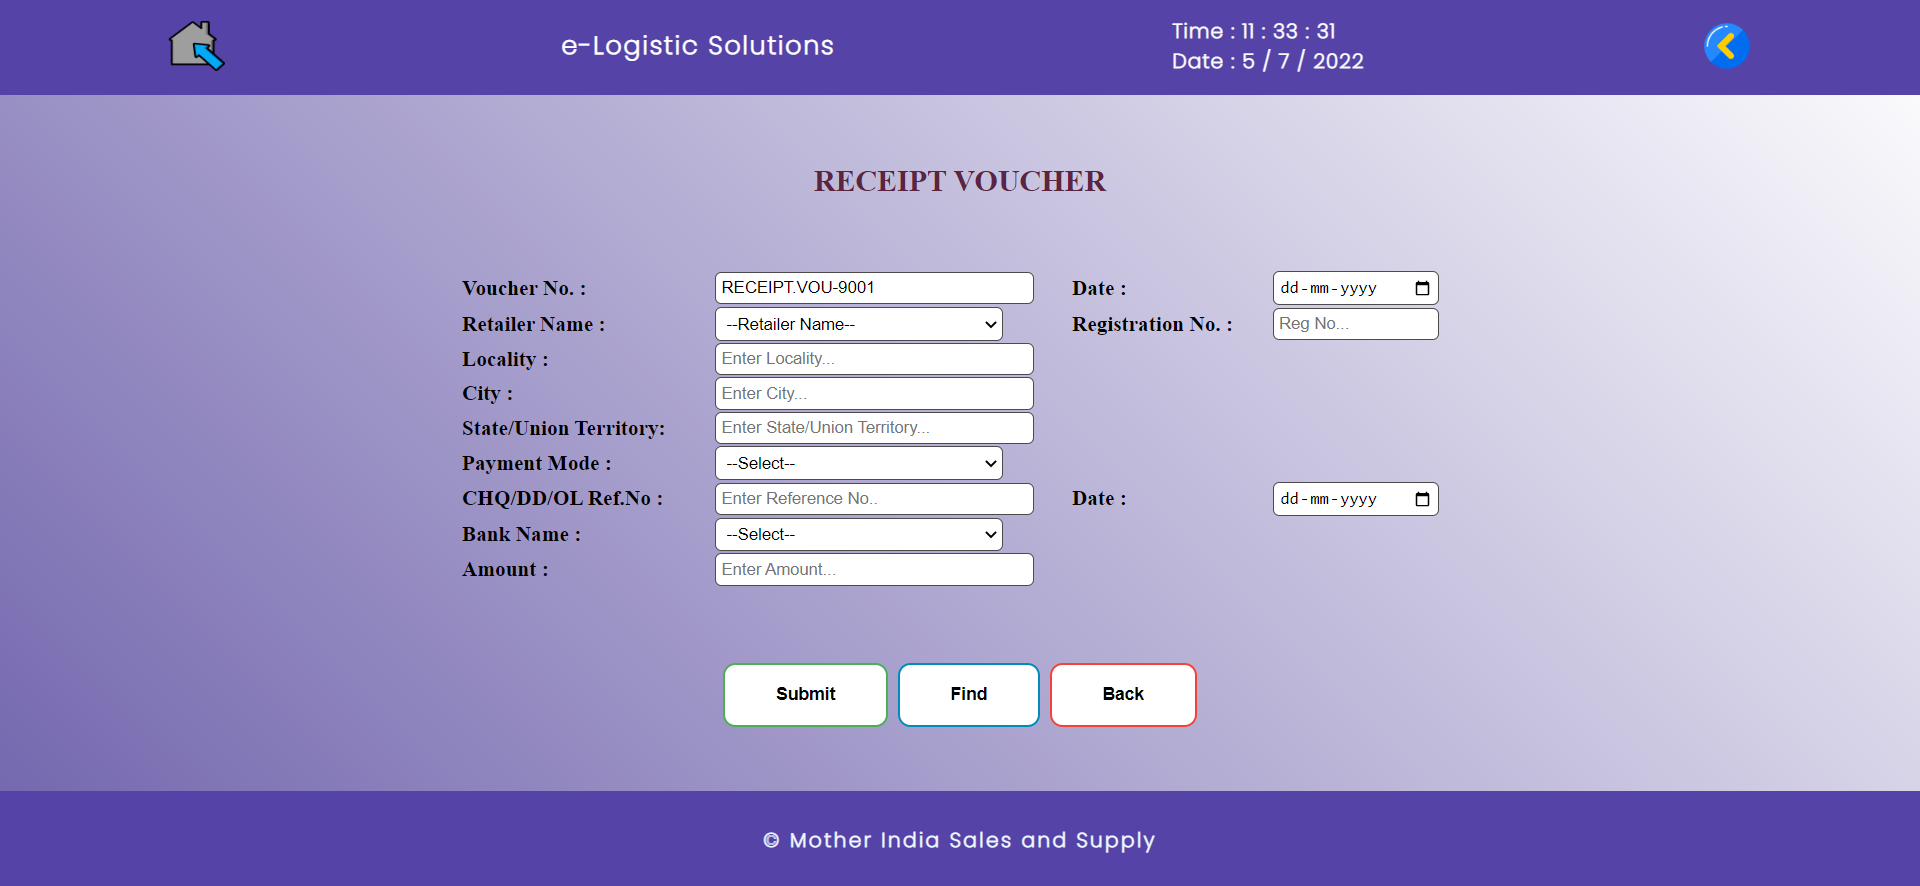 e-Logistic Solutions
Time : 11 : 33 : 31
Date : 5 / 7 / 2022
RECEIPT VOUCHER
Voucher No. : RECEIPT.VOU-9001 Date : dd-mm-yyyy
Retailer Name : --Retailer Name-- Registration No. : Reg No...
Locality : Enter Locality...
City : Enter City...
State/Union Territory: Enter State/Union Territory...
Payment Mode : --Select--
CHQ/DD/OL Ref.No : Enter Reference No.. Date : dd-mm-yyyy
Bank Name : --Select--
Amount : Enter Amount...
Submit Find Back
© Mother India Sales and Supply